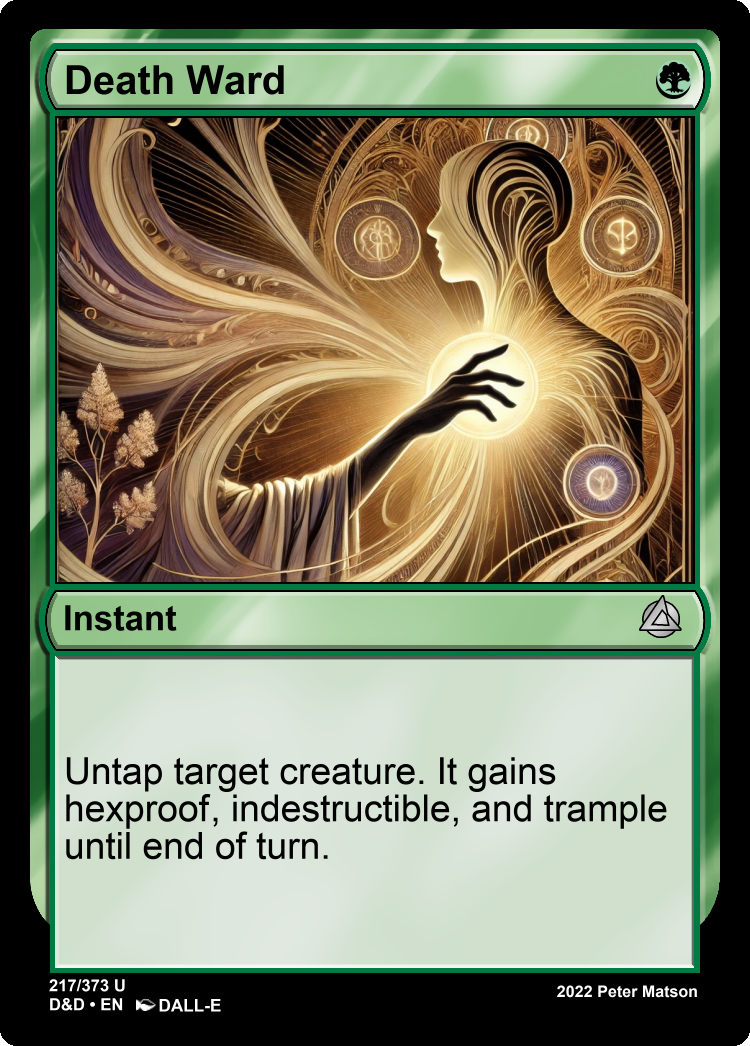 Death Ward
Instant
Untap target creature. It gains
hexproof, indestructible, and trample
until end of turn.
217/373 U
D&D • EN DALL-E
2022 Peter Matson